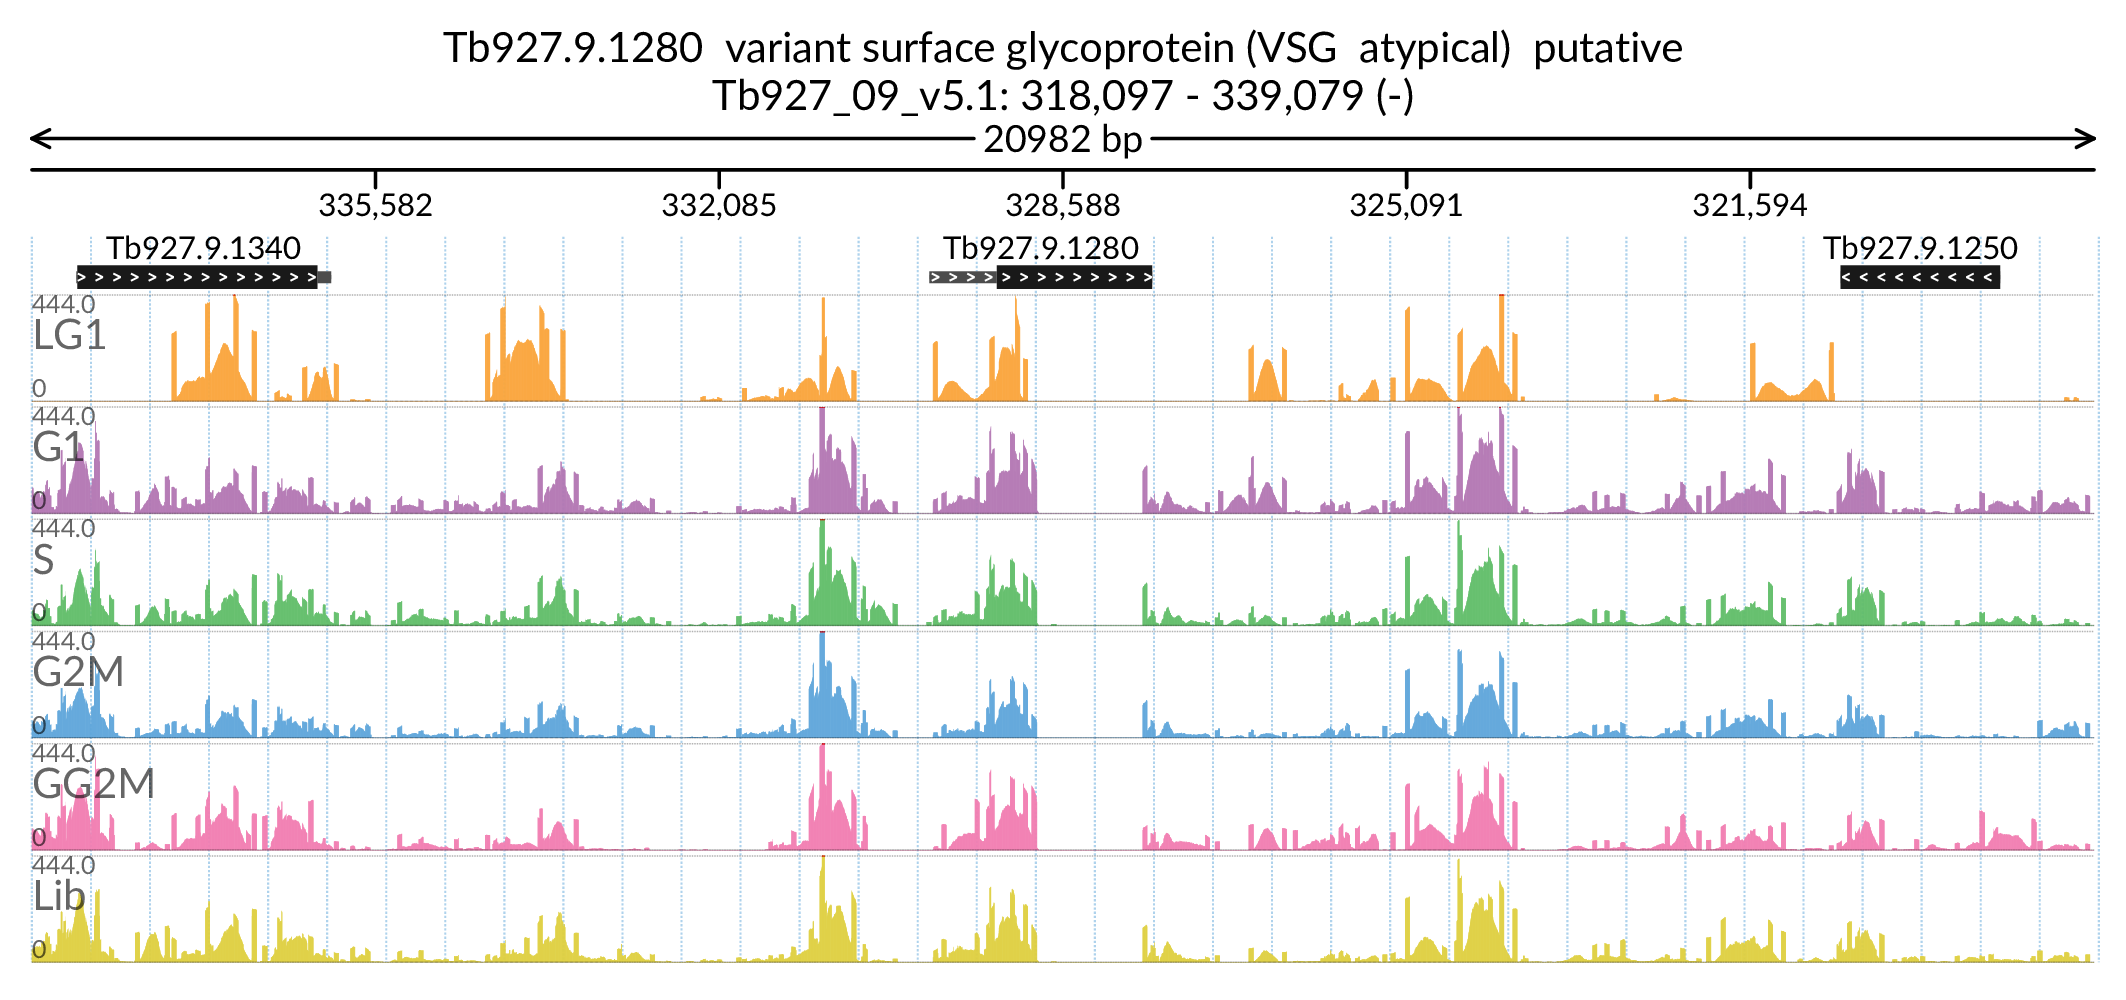 Tb927.9.1280  variant surface glycoprotein (VSG  atypical)  putative
Tb927_09_v5.1: 318,097 - 339,079 (-)
20982 bp
335,582 332,085 328,588 325,091 321,594
Tb927.9.1340 Tb927.9.1280 Tb927.9.1250
444.0
LG1
0
444.0
G1
0
444.0
S
0
444.0
G2M
0
444.0
GG2M
0
444.0
Lib
0